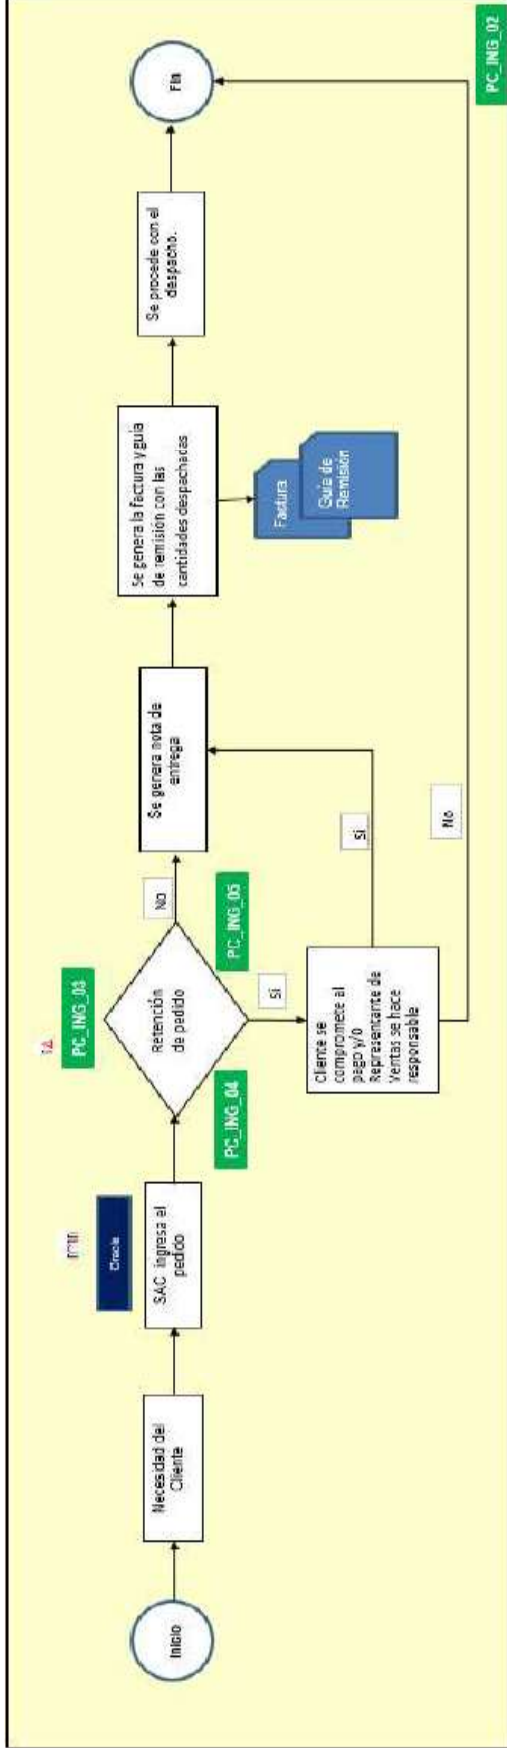 Inicio
Necesidad del
Cliente
Oracle
SAC ingresa el
pedido
PC_ING_03
Retención
de pedido
PC_ING_04
PC_ING_05
No
Si
Cliente se
compromete al
pago y/o
Representante de
Ventas se hace
responsable
Si
No
Se genera nota de
entrega
Se genera la factura y guía
de remisión con las
cantidades despachadas
Factura
Guía de
Remisión
Se procede con el
despacho.
Fin
PC_ING_02